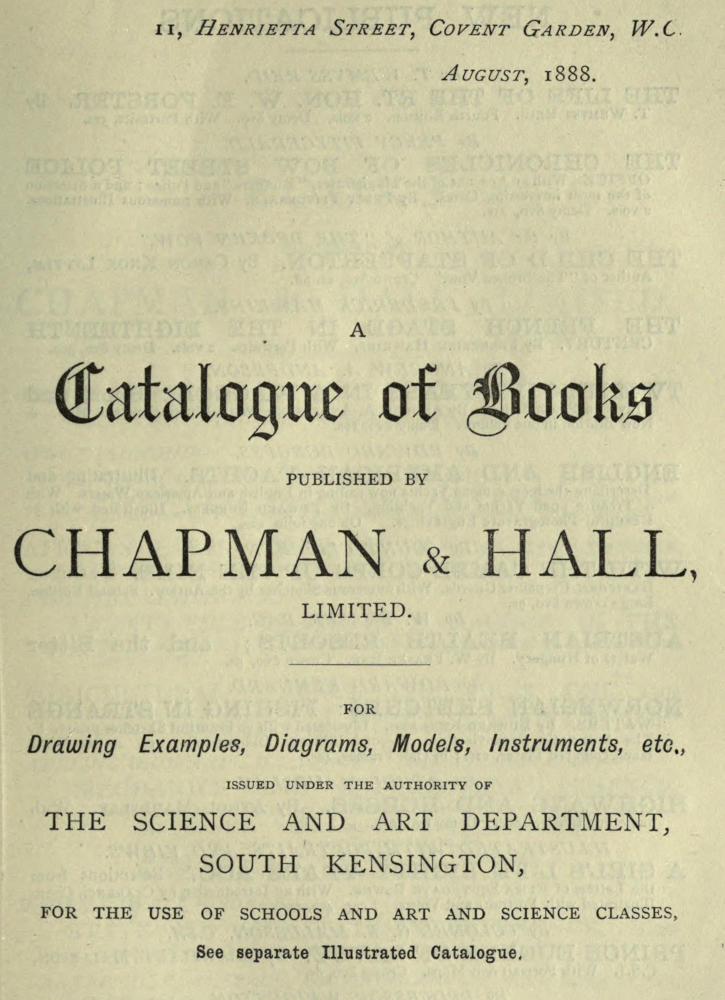 11, HENRIETTA STREET, COVENT GARDEN, W.C.
AUGUST, 1888.
A
Catalogue of Books
PUBLISHED BY
CHAPMAN & HALL,
LIMITED.
FOR
Drawing Examples, Diagrams, Models, Instruments, etc.,
ISSUED UNDER THE AUTHORITY OF
THE SCIENCE AND ART DEPARTMENT,
SOUTH KENSINGTON,
FOR THE USE OF SCHOOLS AND ART AND SCIENCE CLASSES,
See separate Illustrated Catalogue.